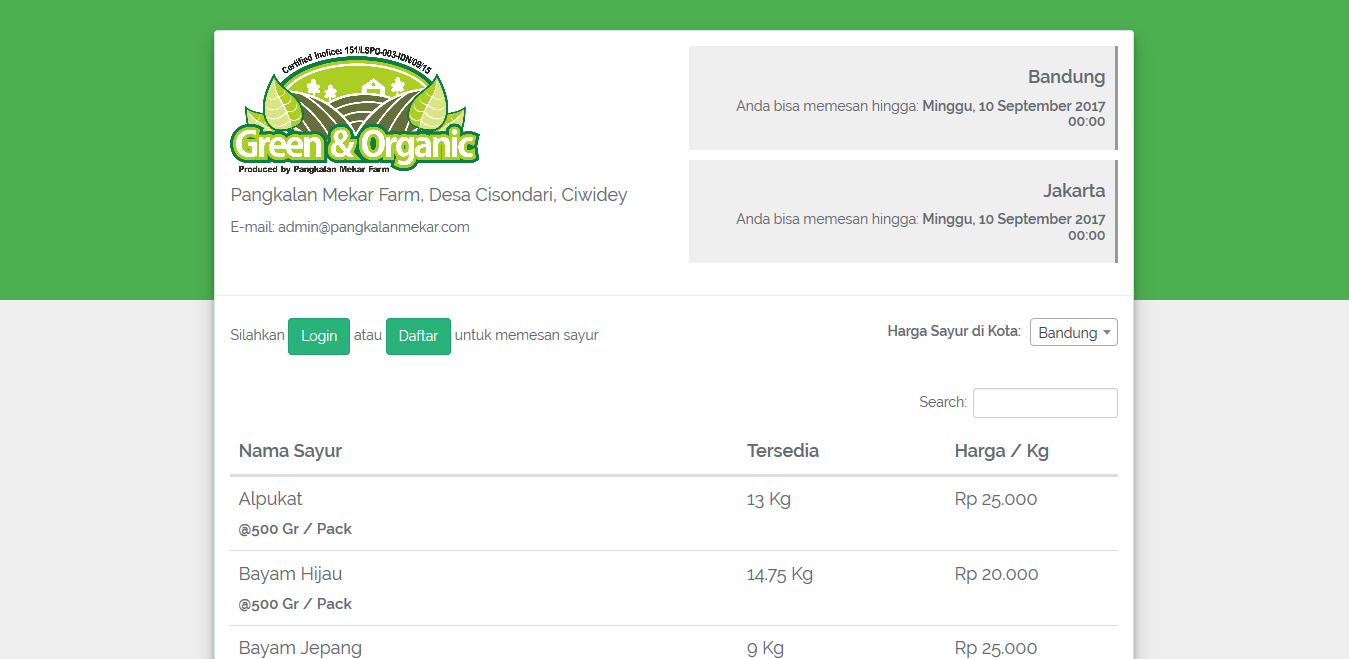 Certified Inofice: 151/LSPO-003-IDN/09/15
Green & Organic
Produced by Pangkalan Mekar Farm
Pangkalan Mekar Farm, Desa Cisondari, Ciwidey
E-mail: admin@pangkalanmekar.com
Bandung
Anda bisa memesan hingga: Minggu, 10 September 2017
00:00
Jakarta
Anda bisa memesan hingga: Minggu, 10 September 2017
00:00
Silahkan Login atau Daftar untuk memesan sayur
Harga Sayur di Kota: Bandung
Search:
Nama Sayur Tersedia Harga / Kg
Alpukat 13 Kg Rp 25.000
@500 Gr / Pack
Bayam Hijau 14.75 Kg Rp 20.000
@500 Gr / Pack
Bayam Jepang 9 Kg Rp 25.000